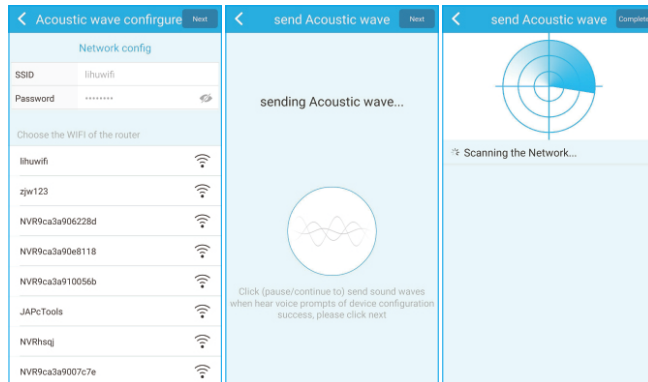 Acoustic wave confirgure
Next
Network config
SSID
lihuwifi
Password
········
Choose the WIFI of the router
lihuwifi
zjw123
NVR9ca3a906228d
NVR9ca3a90e8118
NVR9ca3a910056b
JAPcTools
NVRhsqj
NVR9ca3a9007c7e
send Acoustic wave
Next
sending Acoustic wave...
Click (pause/continue to) send sound waves
when hear voice prompts of device configuration
success, please click next
send Acoustic wave
Complete
Scanning the Network...